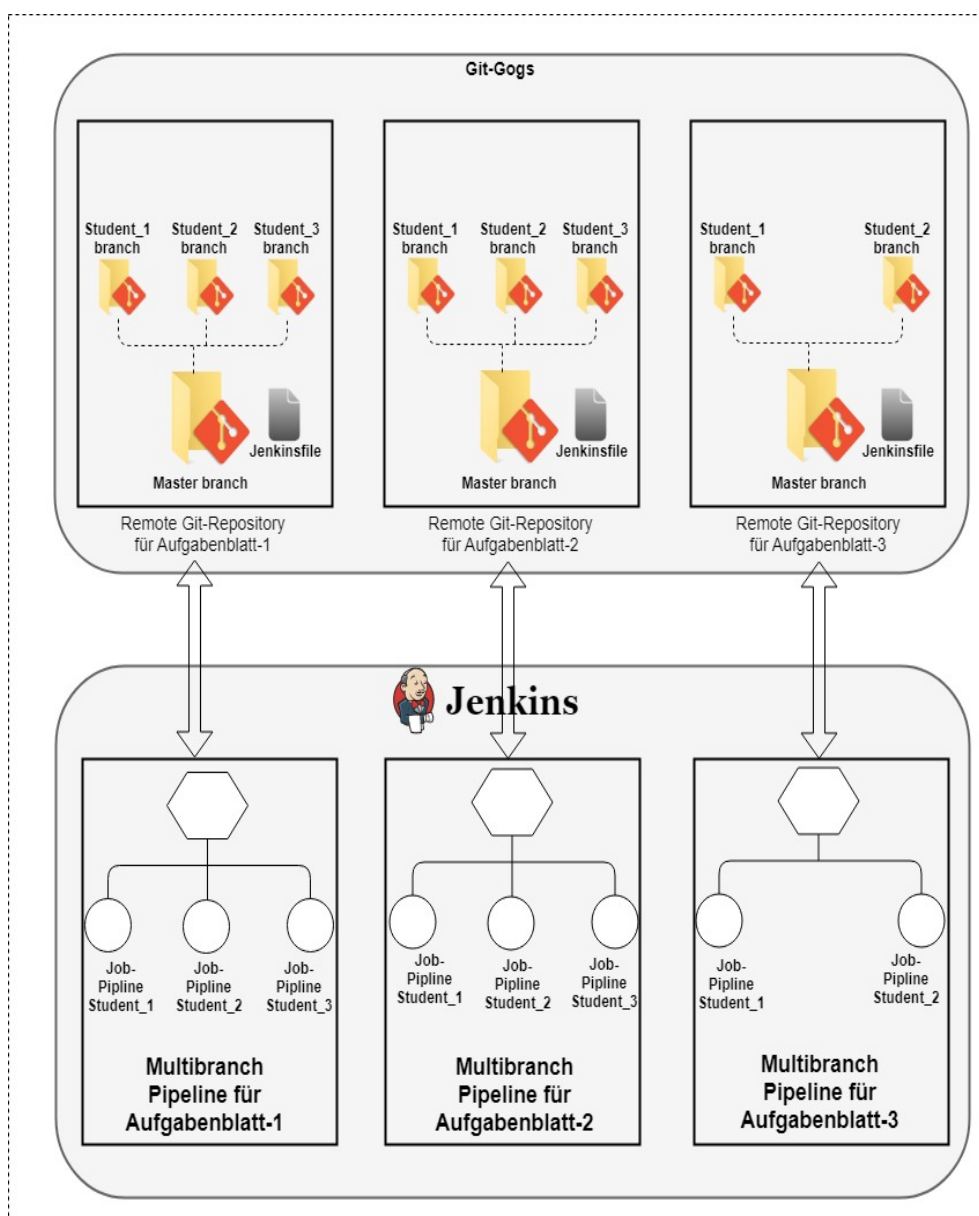 Git-Gogs
Student_1
branch
Student_2
branch
Student_3
branch
Jenkinsfile
Master branch
Remote Git-Repository
für Aufgabenblatt-1
Student_1
branch
Student_2
branch
Student_3
branch
Jenkinsfile
Master branch
Remote Git-Repository
für Aufgabenblatt-2
Student_1
branch
Student_2
branch
Jenkinsfile
Master branch
Remote Git-Repository
für Aufgabenblatt-3
Jenkins
Job-
Pipline
Student_1
Job-
Pipline
Student_2
Job-
Pipline
Student_3
Multibranch
Pipeline für
Aufgabenblatt-1
Job-
Pipline
Student_1
Job-
Pipline
Student_2
Job-
Pipline
Student_3
Multibranch
Pipeline für
Aufgabenblatt-2
Job-
Pipline
Student_1
Job-
Pipline
Student_2
Multibranch
Pipeline für
Aufgabenblatt-3